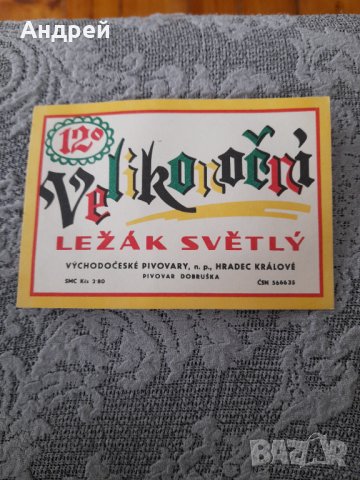 Андрей
12°
Velikonoční
LEŽÁK SVĚTLÝ
VÝCHODOČESKÉ PIVOVARY, n. p., HRADEC KRÁLOVÉ
PIVOVAR DOBRUŠKA
SMC Kčs 2·80 ČSN 566635
BAZAR